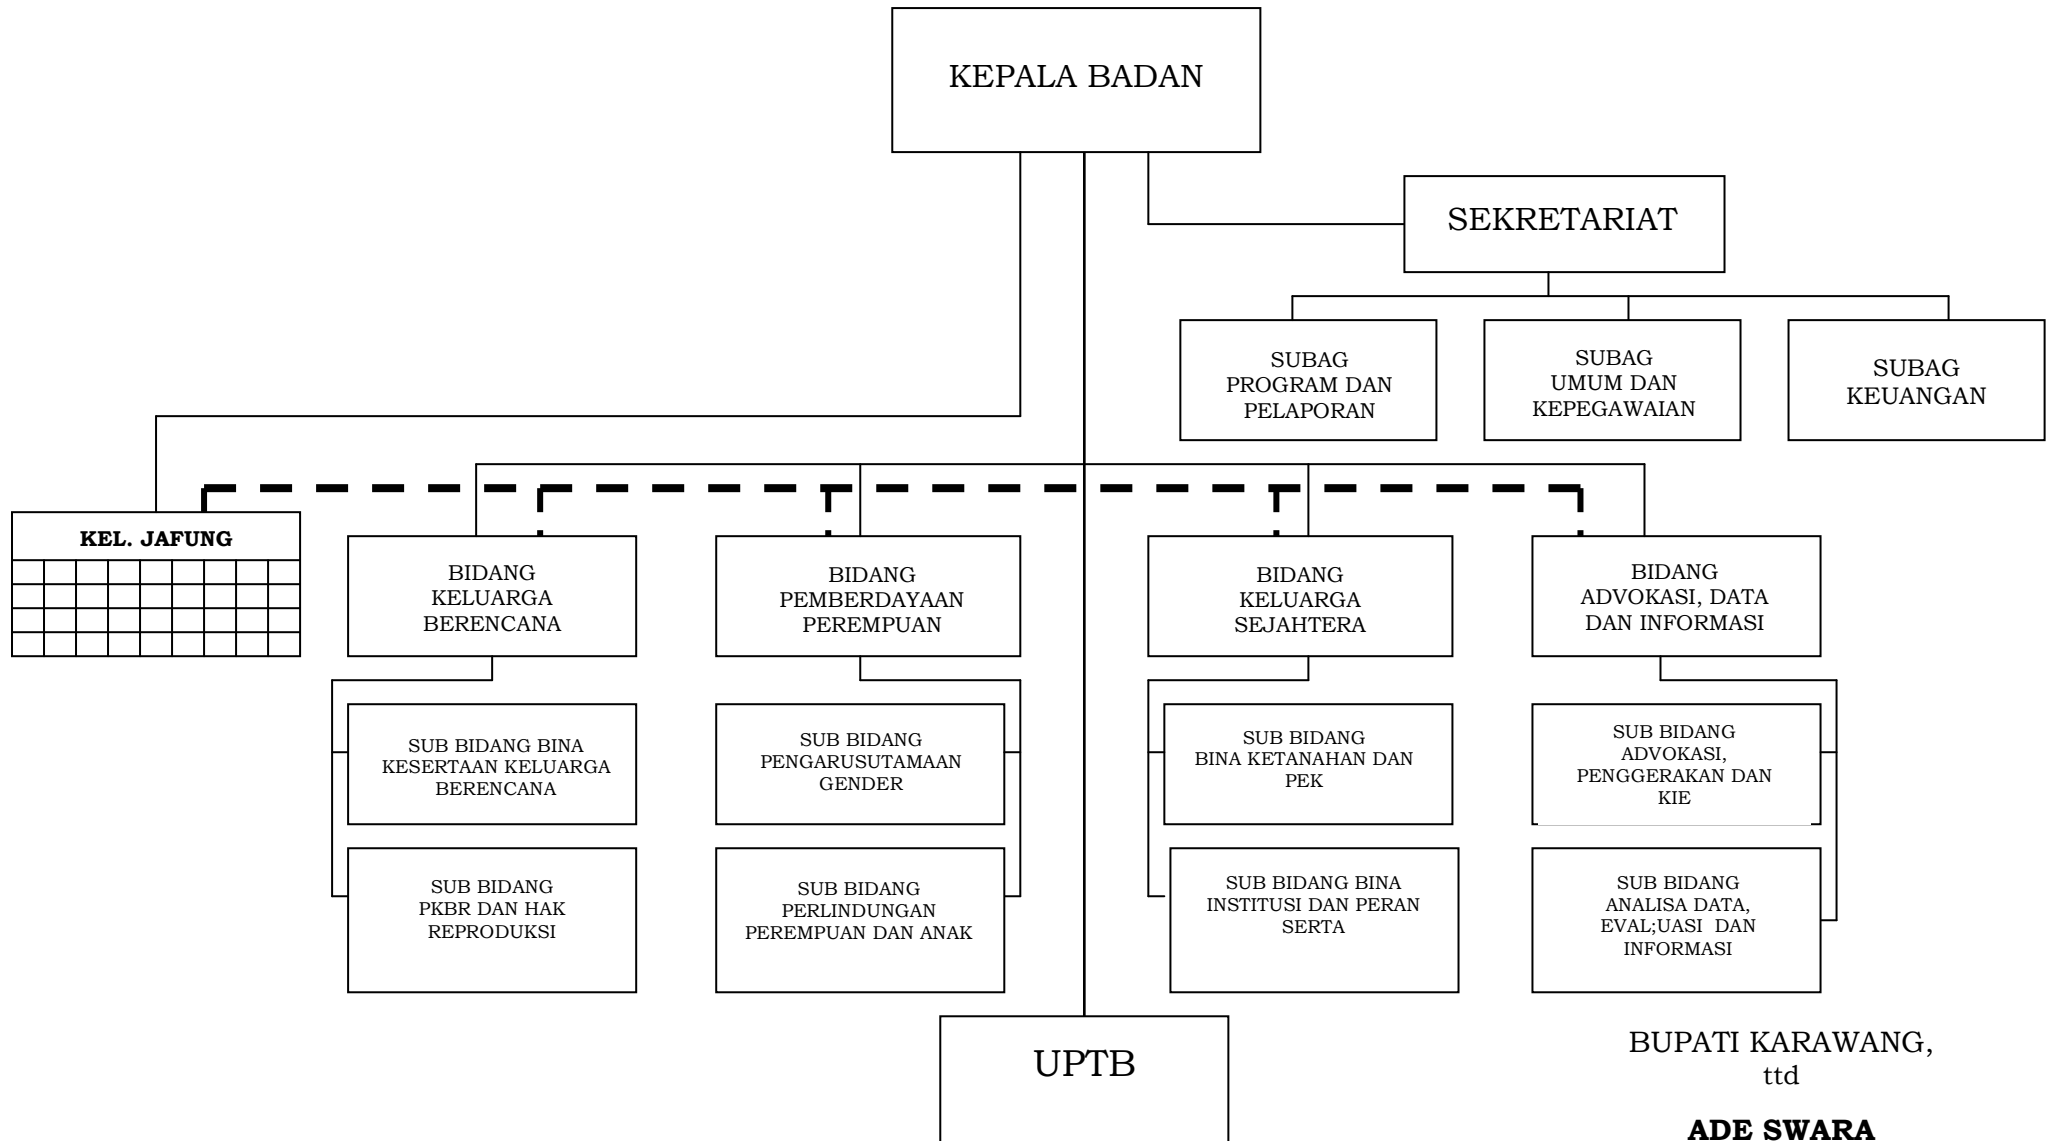 KEPALA BADAN
SEKRETARIAT
SUBAG
PROGRAM DAN
PELAPORAN
SUBAG
UMUM DAN
KEPEGAWAIAN
SUBAG
KEUANGAN
KEL. JAFUNG
BIDANG
KELUARGA
BERENCANA
BIDANG
PEMBERDAYAAN
PEREMPUAN
BIDANG
KELUARGA
SEJAHTERA
BIDANG
ADVOKASI, DATA
DAN INFORMASI
SUB BIDANG BINA
KESERTAAN KELUARGA
BERENCANA
SUB BIDANG
PENGARUSUTAMAAN
GENDER
SUB BIDANG
BINA KETANAHAN DAN
PEK
SUB BIDANG
ADVOKASI,
PENGGERAKAN DAN
KIE
SUB BIDANG
PKBR DAN HAK
REPRODUKSI
SUB BIDANG
PERLINDUNGAN
PEREMPUAN DAN ANAK
SUB BIDANG BINA
INSTITUSI DAN PERAN
SERTA
SUB BIDANG
ANALISA DATA,
EVAL;UASI  DAN
INFORMASI
UPTB
BUPATI KARAWANG,
ttd
ADE SWARA